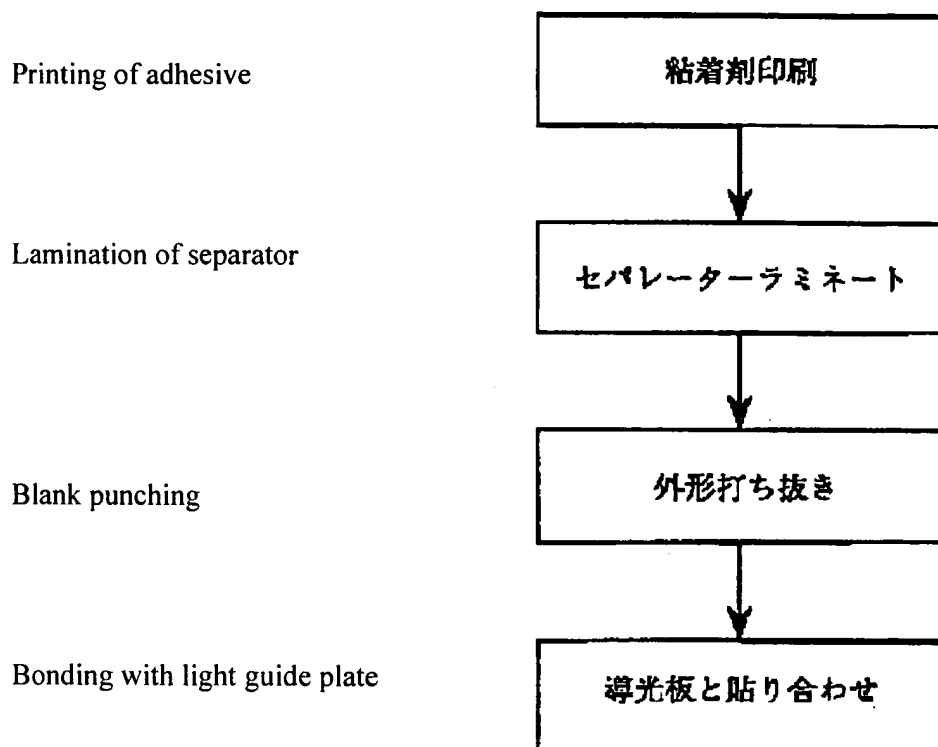 Printing of adhesive
粘着剤印刷
Lamination of separator
セパレーターラミネート
Blank punching
外形打ち抜き
Bonding with light guide plate
導光板と貼り合わせ